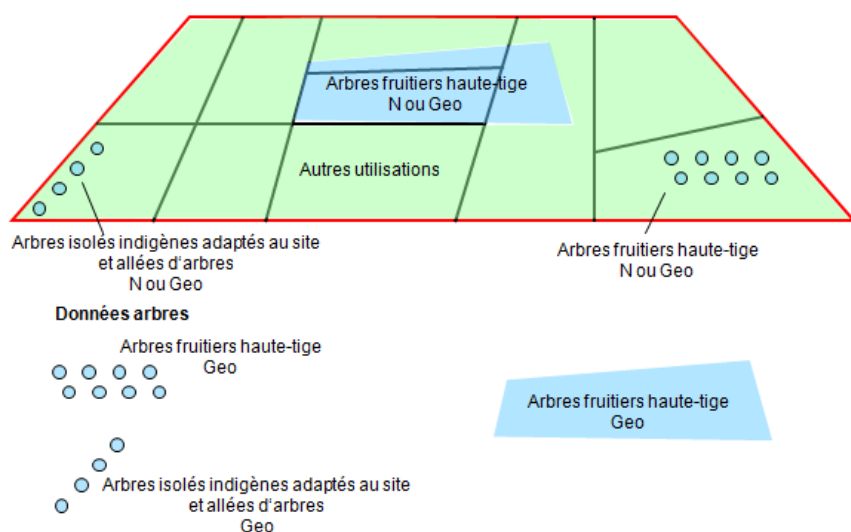 Arbres fruitiers haute-tige
N ou Geo
Autres utilisations
Arbres isolés indigènes adaptés au site
et allées d'arbres
N ou Geo
Arbres fruitiers haute-tige
N ou Geo
Données arbres
Arbres fruitiers haute-tige
Geo
Arbres fruitiers haute-tige
Geo
Arbres isolés indigènes adaptés au site
et allées d'arbres
Geo